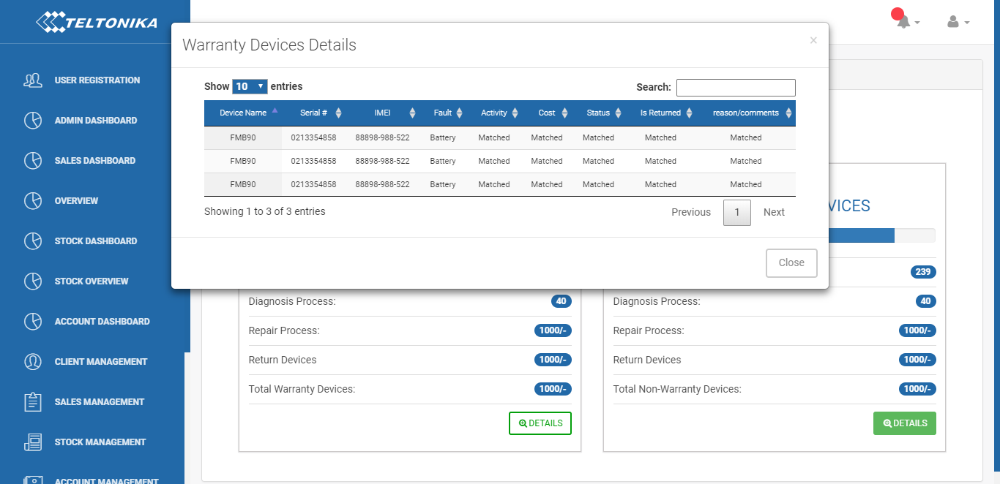 TELTONIKA
USER REGISTRATION
ADMIN DASHBOARD
SALES DASHBOARD
OVERVIEW
STOCK DASHBOARD
STOCK OVERVIEW
ACCOUNT DASHBOARD
CLIENT MANAGEMENT
SALES MANAGEMENT
STOCK MANAGEMENT
ACCOUNT MANAGEMENT
Warranty Devices Details ×
Show 10 entries Search:
Device Name Serial # IMEI Fault Activity Cost Status Is Returned reason/comments
FMB90 0213354858 88898-988-522 Battery Matched Matched Matched Matched Matched
FMB90 0213354858 88898-988-522 Battery Matched Matched Matched Matched Matched
FMB90 0213354858 88898-988-522 Battery Matched Matched Matched Matched Matched
Showing 1 to 3 of 3 entries Previous 1 Next
Close
VICES
239
Diagnosis Process: 40
Repair Process: 1000/-
Return Devices 1000/-
Total Warranty Devices: 1000/-
DETAILS
Diagnosis Process: 40
Repair Process: 1000/-
Return Devices 1000/-
Total Non-Warranty Devices: 1000/-
DETAILS